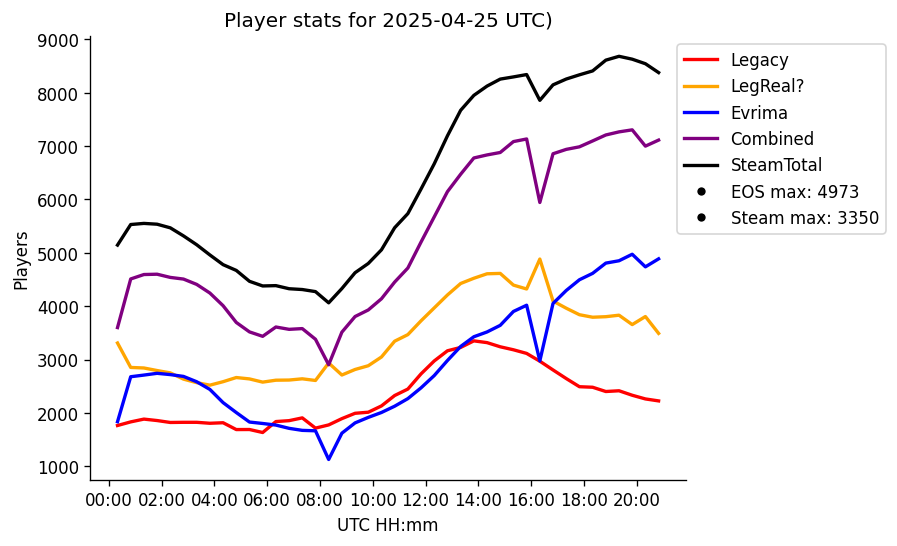 Player stats for 2025-04-25 UTC)
9000
8000
7000
6000
5000
4000
3000
2000
1000
Players
00:00 02:00 04:00 06:00 08:00 10:00 12:00 14:00 16:00 18:00 20:00
UTC HH:mm
Legacy
LegReal?
Evrima
Combined
SteamTotal
EOS max: 4973
Steam max: 3350